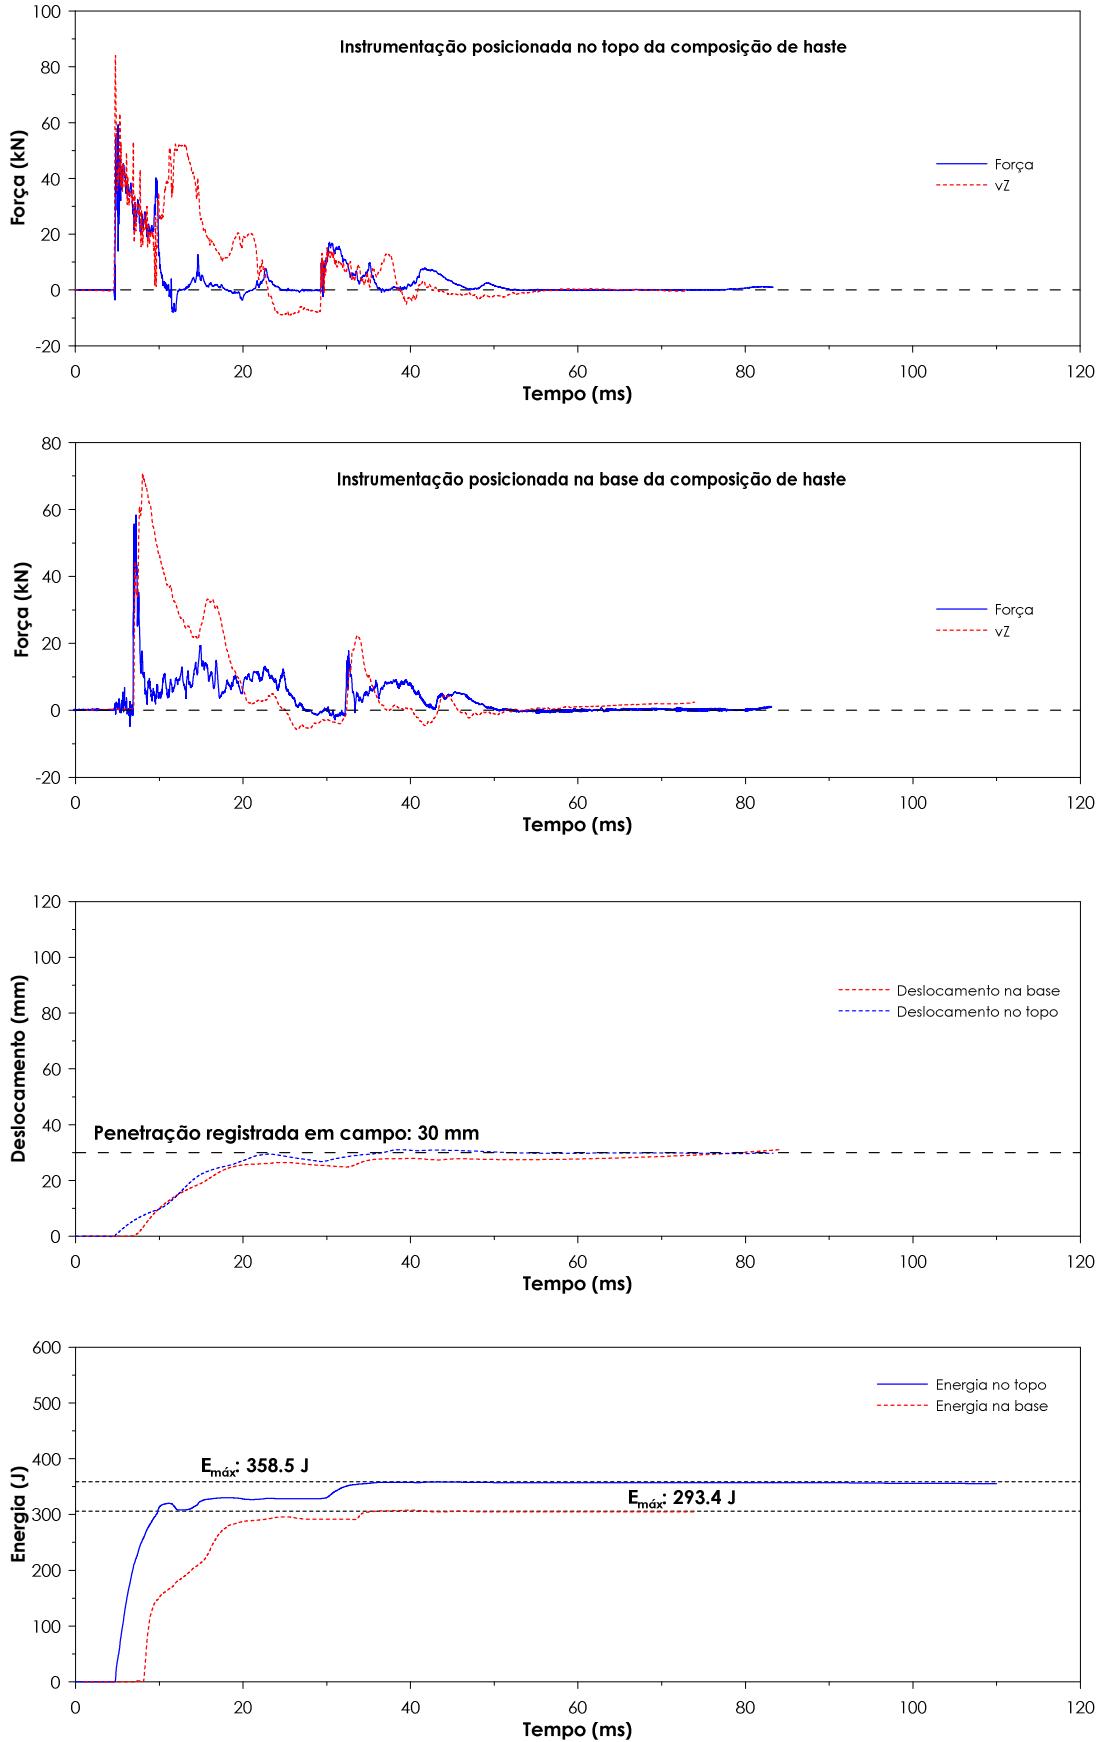 100
80
60
40
20
0
-20
Força (kN)
Instrumentação posicionada no topo da composição de haste
Força
vZ
0 20 40 60 80 100 120
Tempo (ms)
80
60
40
20
0
-20
Força (kN)
Instrumentação posicionada na base da composição de haste
Força
vZ
0 20 40 60 80 100 120
Tempo (ms)
120
100
80
60
40
20
0
Deslocamento (mm)
Deslocamento na base
Deslocamento no topo
Penetração registrada em campo: 30 mm
0 20 40 60 80 100 120
Tempo (ms)
600
500
400
300
200
100
0
Energia (J)
Energia no topo
Energia na base
Emáx: 358.5 J
Emáx: 293.4 J
0 20 40 60 80 100 120
Tempo (ms)